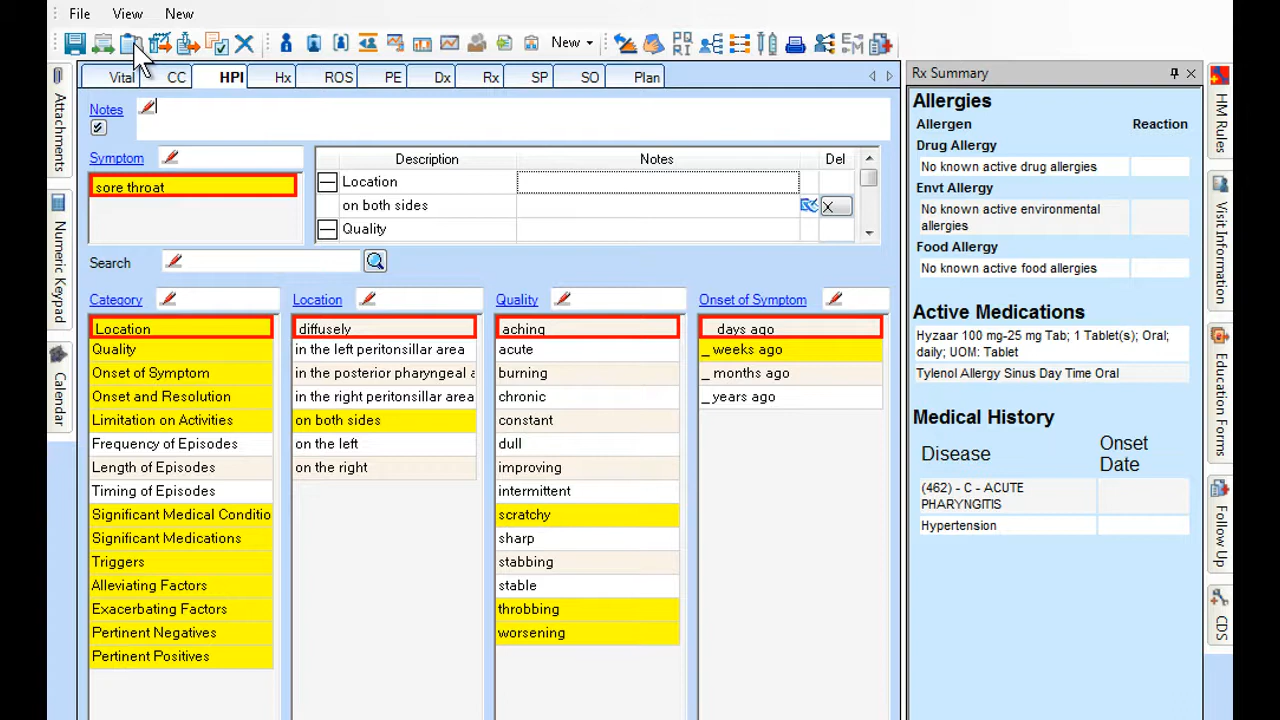 File View New
New
PQRI
EM
Vital CC HPI Hx ROS PE Dx Rx SP SO Plan
Attachments
Numeric Keypad
Calendar
Notes
Symptom
sore throat
Description Notes Del
Location
on both sides X
Quality
Search
Category
Location
Quality
Onset of Symptom
Onset and Resolution
Limitation on Activities
Frequency of Episodes
Length of Episodes
Timing of Episodes
Significant Medical Conditio
Significant Medications
Triggers
Alleviating Factors
Exacerbating Factors
Pertinent Negatives
Pertinent Positives
Location
diffusely
in the left peritonsillar area
in the posterior pharyngeal a
in the right peritonsillar area
on both sides
on the left
on the right
Quality
aching
acute
burning
chronic
constant
dull
improving
intermittent
scratchy
sharp
stabbing
stable
throbbing
worsening
Onset of Symptom
_ days ago
_ weeks ago
_ months ago
_ years ago
Rx Summary
Allergies
Allergen Reaction
Drug Allergy
No known active drug allergies
Envt Allergy
No known active environmental
allergies
Food Allergy
No known active food allergies
Active Medications
Hyzaar 100 mg-25 mg Tab; 1 Tablet(s); Oral;
daily; UOM: Tablet
Tylenol Allergy Sinus Day Time Oral
Medical History
Disease Onset
Date
(462) - C - ACUTE
PHARYNGITIS
Hypertension
HM Rules
Visit Information
Education Forms
Follow Up
CDS